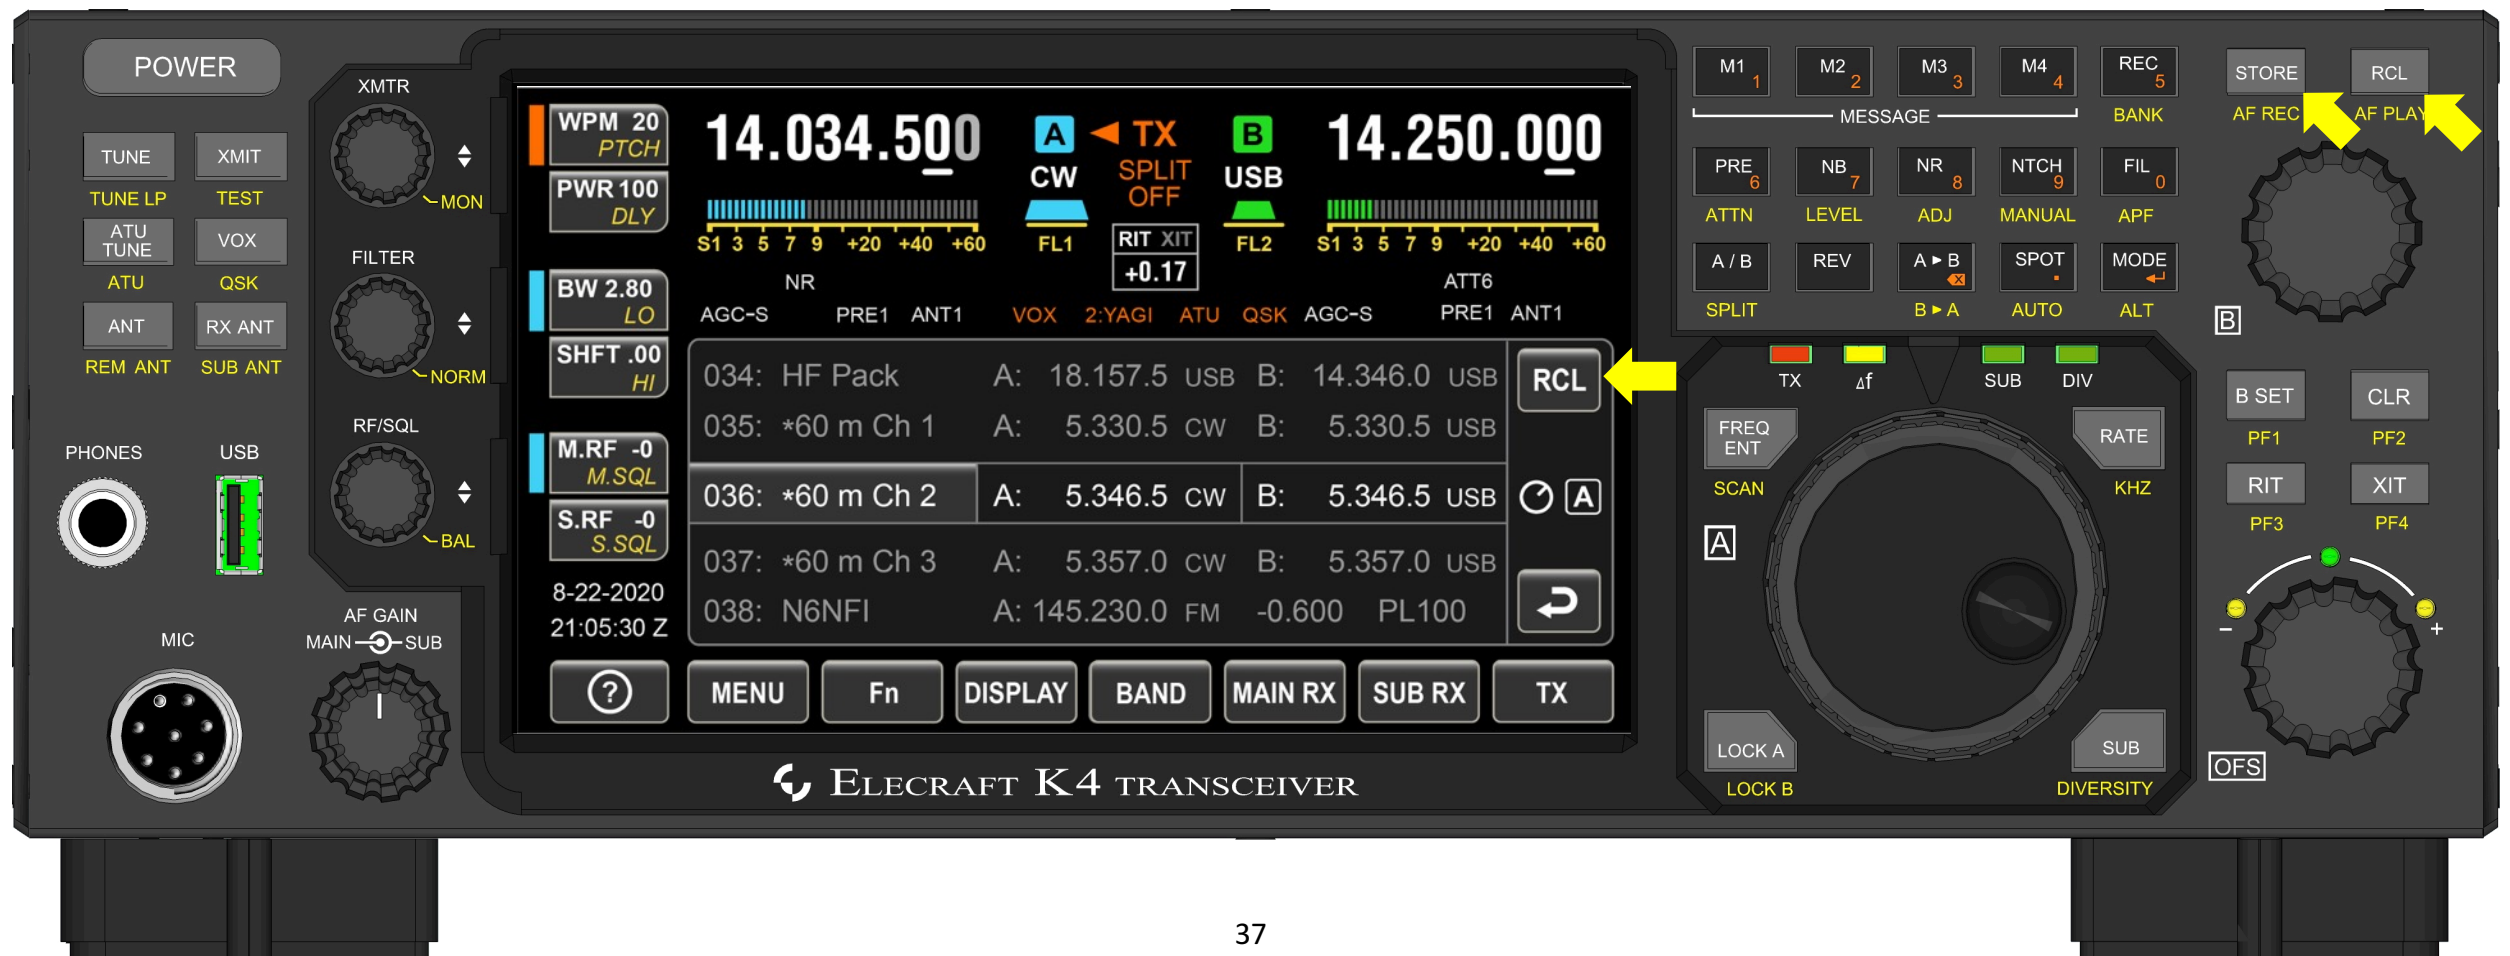 POWER
TUNE XMIT
TUNE LP TEST
ATU TUNE VOX
ATU QSK
ANT RX ANT
REM ANT SUB ANT
PHONES USB
MIC
XMTR
MON
FILTER
NORM
RF/SQL
BAL
AF GAIN
MAIN SUB
WPM 20
PTCH
PWR 100
DLY
BW 2.80
LO
SHFT .00
HI
M.RF -0
M.SQL
S.RF -0
S.SQL
8-22-2020
21:05:30 Z
14.034.500 A TX B 14.250.000
CW SPLIT OFF USB
S1 3 5 7 9 +20 +40 +60 FL1 RIT XIT FL2 S1 3 5 7 9 +20 +40 +60
+0.17
NR ATT6
AGC-S PRE1 ANT1 VOX 2:YAGI ATU QSK AGC-S PRE1 ANT1
034: HF Pack A: 18.157.5 USB B: 14.346.0 USB RCL
035: *60 m Ch 1 A: 5.330.5 CW B: 5.330.5 USB
036: *60 m Ch 2 A: 5.346.5 CW B: 5.346.5 USB A
037: *60 m Ch 3 A: 5.357.0 CW B: 5.357.0 USB
038: N6NFI A: 145.230.0 FM -0.600 PL100
? MENU Fn DISPLAY BAND MAIN RX SUB RX TX
ELECRAFT K4 TRANSCEIVER
M1 1 M2 2 M3 3 M4 4 REC 5
MESSAGE BANK
PRE 6 NB 7 NR 8 NTCH 9 FIL 0
ATTN LEVEL ADJ MANUAL APF
A / B REV A ▸ B SPOT . MODE
SPLIT B ▸ A AUTO ALT
TX Δf SUB DIV
FREQ ENT RATE
SCAN KHZ
A
LOCK A SUB
LOCK B DIVERSITY
STORE RCL
AF REC AF PLAY
B
B SET CLR
PF1 PF2
RIT XIT
PF3 PF4
- +
OFS
37